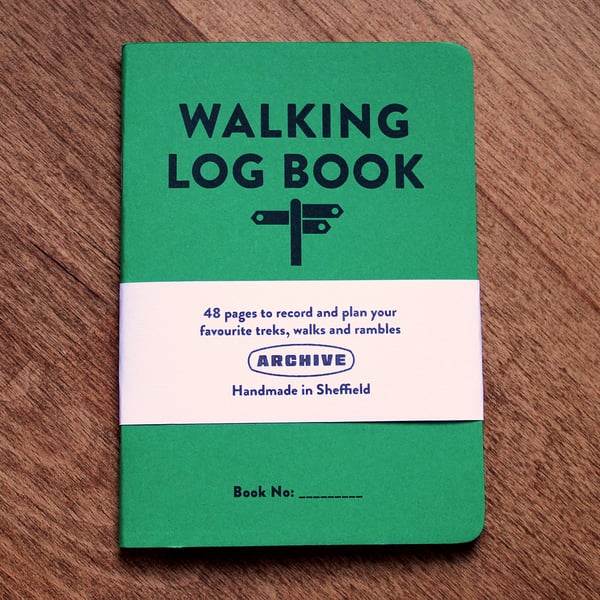 WALKING
LOG BOOK
48 pages to record and plan your
favourite treks, walks and rambles
ARCHIVE
Handmade in Sheffield
Book No: _________